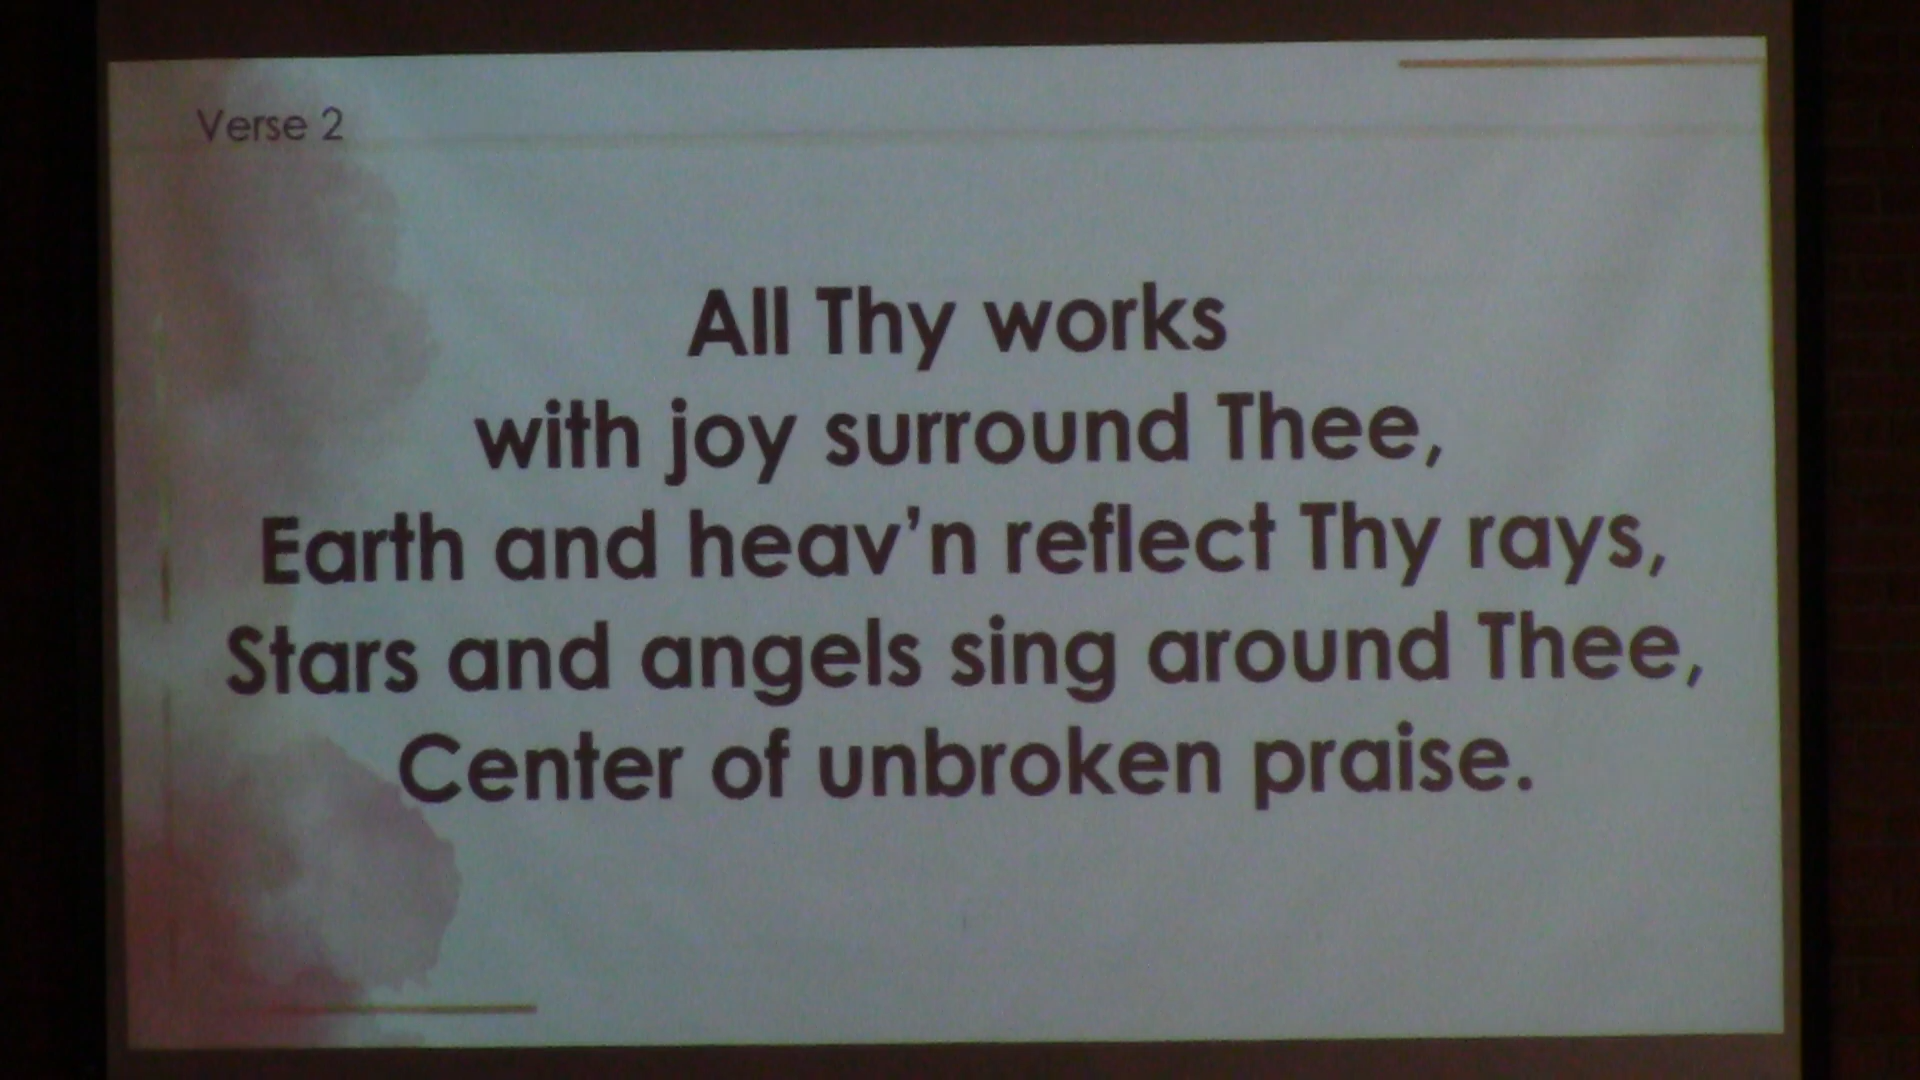 Verse 2
All Thy works
with joy surround Thee,
Earth and heav’n reflect Thy rays,
Stars and angels sing around Thee,
Center of unbroken praise.